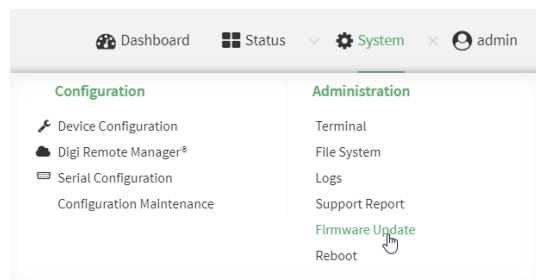 Dashboard Status System admin
Configuration
Device Configuration
Digi Remote Manager®
Serial Configuration
Configuration Maintenance
Administration
Terminal
File System
Logs
Support Report
Firmware Update
Reboot